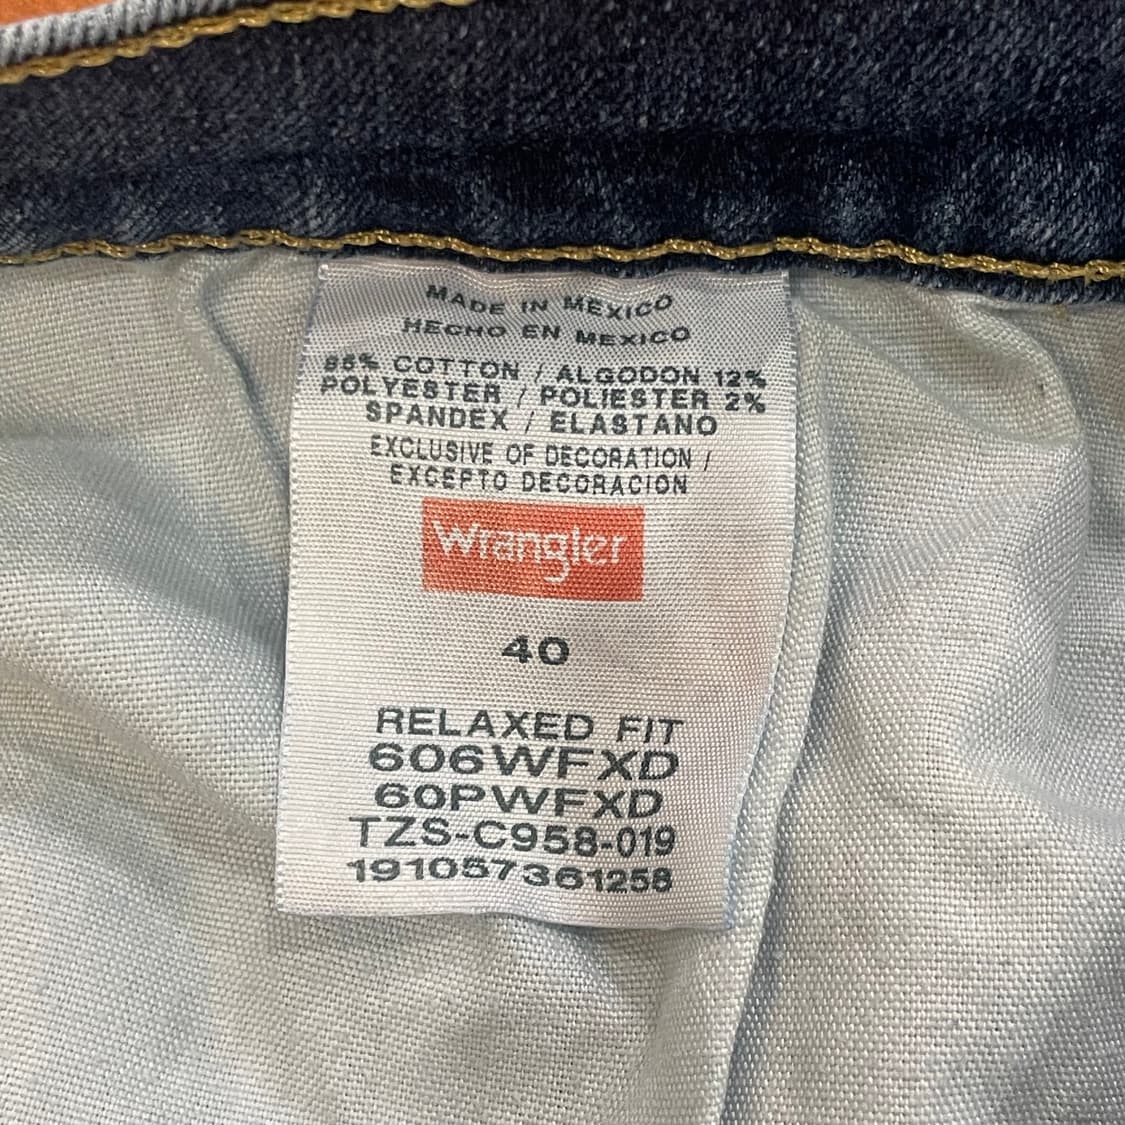 MADE IN MEXICO
HECHO EN MEXICO
86% COTTON / ALGODON 12%
POLYESTER / POLIESTER 2%
SPANDEX / ELASTANO
EXCLUSIVE OF DECORATION /
EXCEPTO DECORACION
Wrangler
40
RELAXED FIT
606WFXD
60PWFXD
TZS-C958-019
191057361258